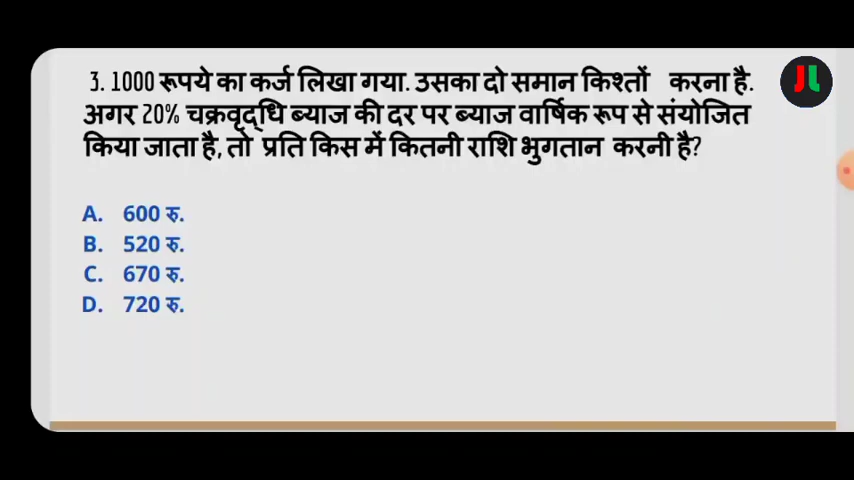 3. 1000 रूपये का कर्ज लिखा गया. उसका दो समान किश्तों करना है.
अगर 20% चक्रवृद्धि ब्याज की दर पर ब्याज वार्षिक रूप से संयोजित
किया जाता है, तो प्रति किस में कितनी राशि भुगतान करनी है?
A. 600 रु.
B. 520 रु.
C. 670 रु.
D. 720 रु.
JL